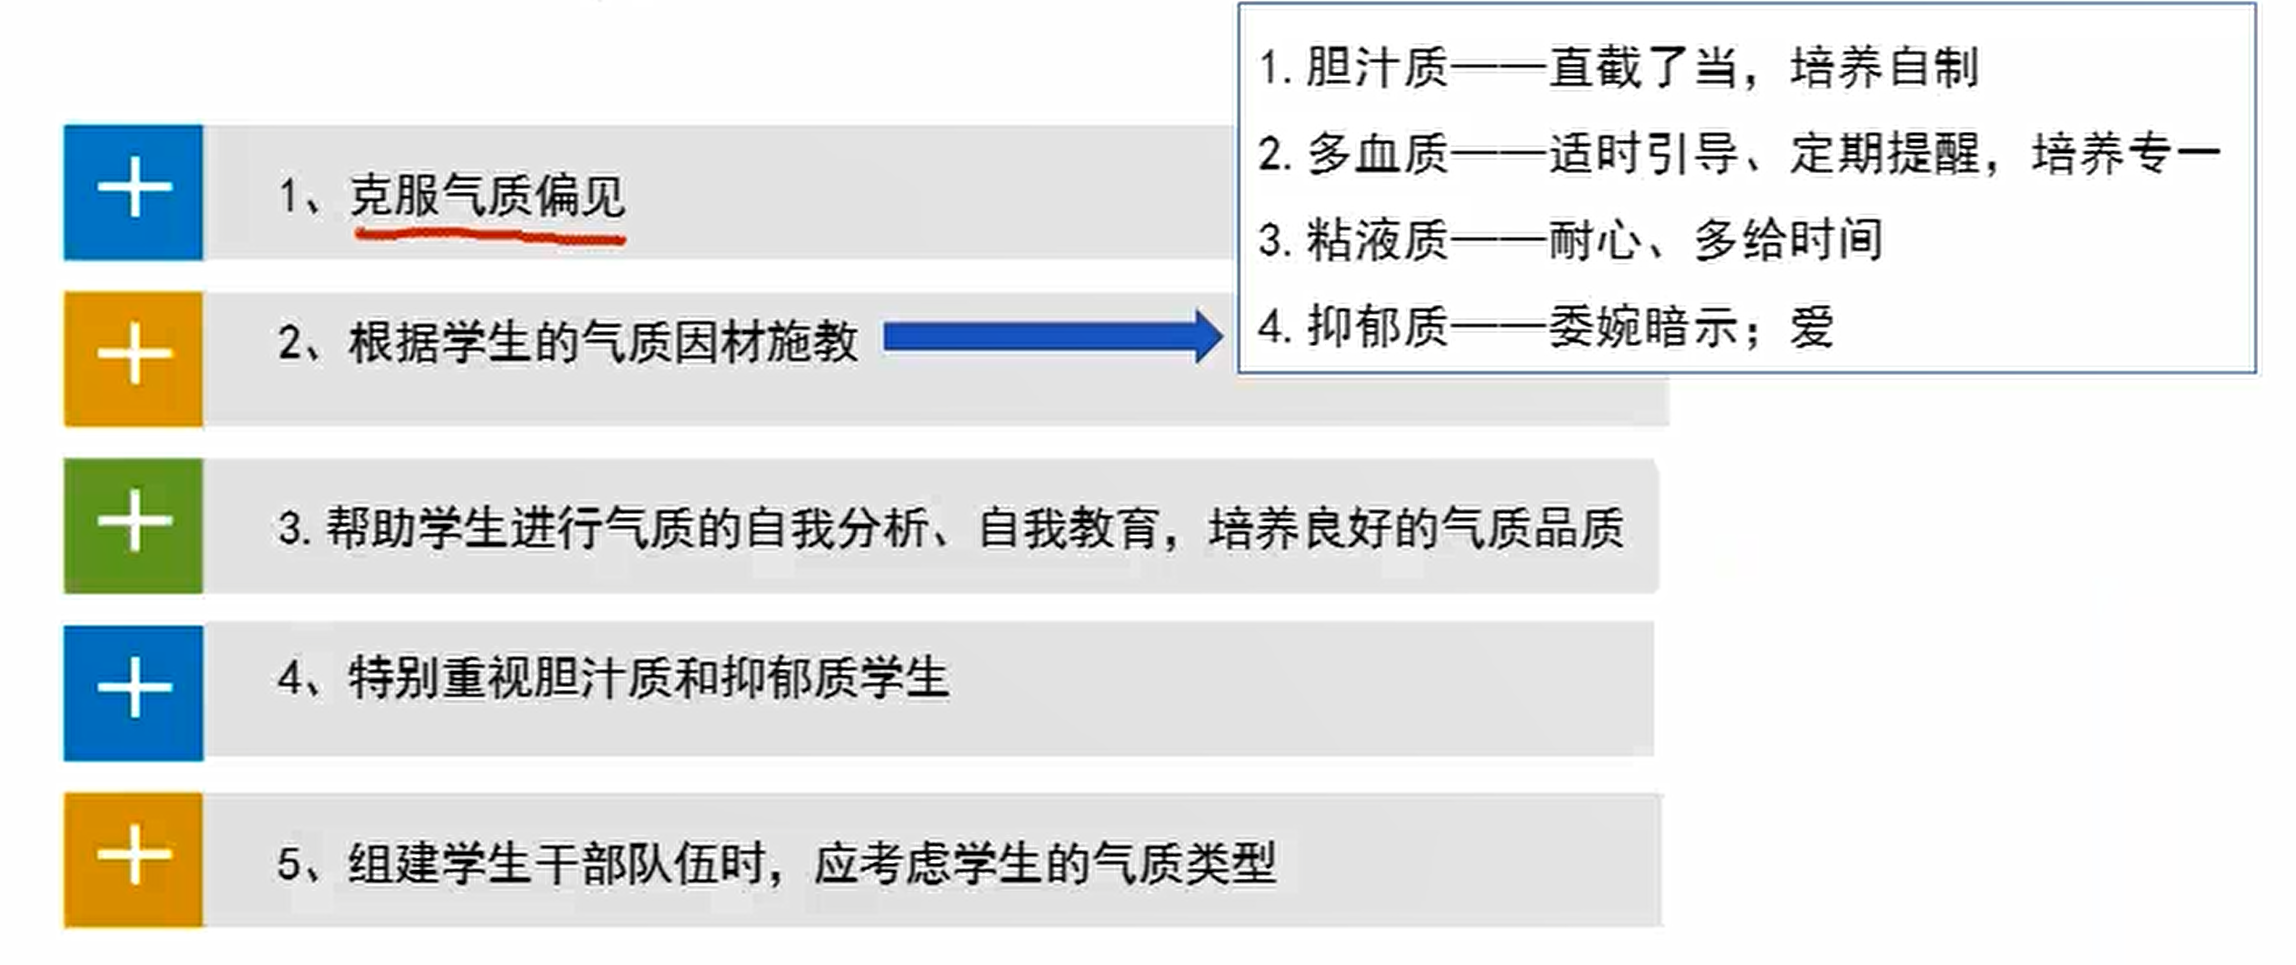 1、克服气质偏见
2、根据学生的气质因材施教
1. 胆汁质——直截了当，培养自制
2. 多血质——适时引导、定期提醒，培养专一
3. 粘液质——耐心、多给时间
4. 抑郁质——委婉暗示；爱
3. 帮助学生进行气质的自我分析、自我教育，培养良好的气质品质
4、特别重视胆汁质和抑郁质学生
5、组建学生干部队伍时，应考虑学生的气质类型